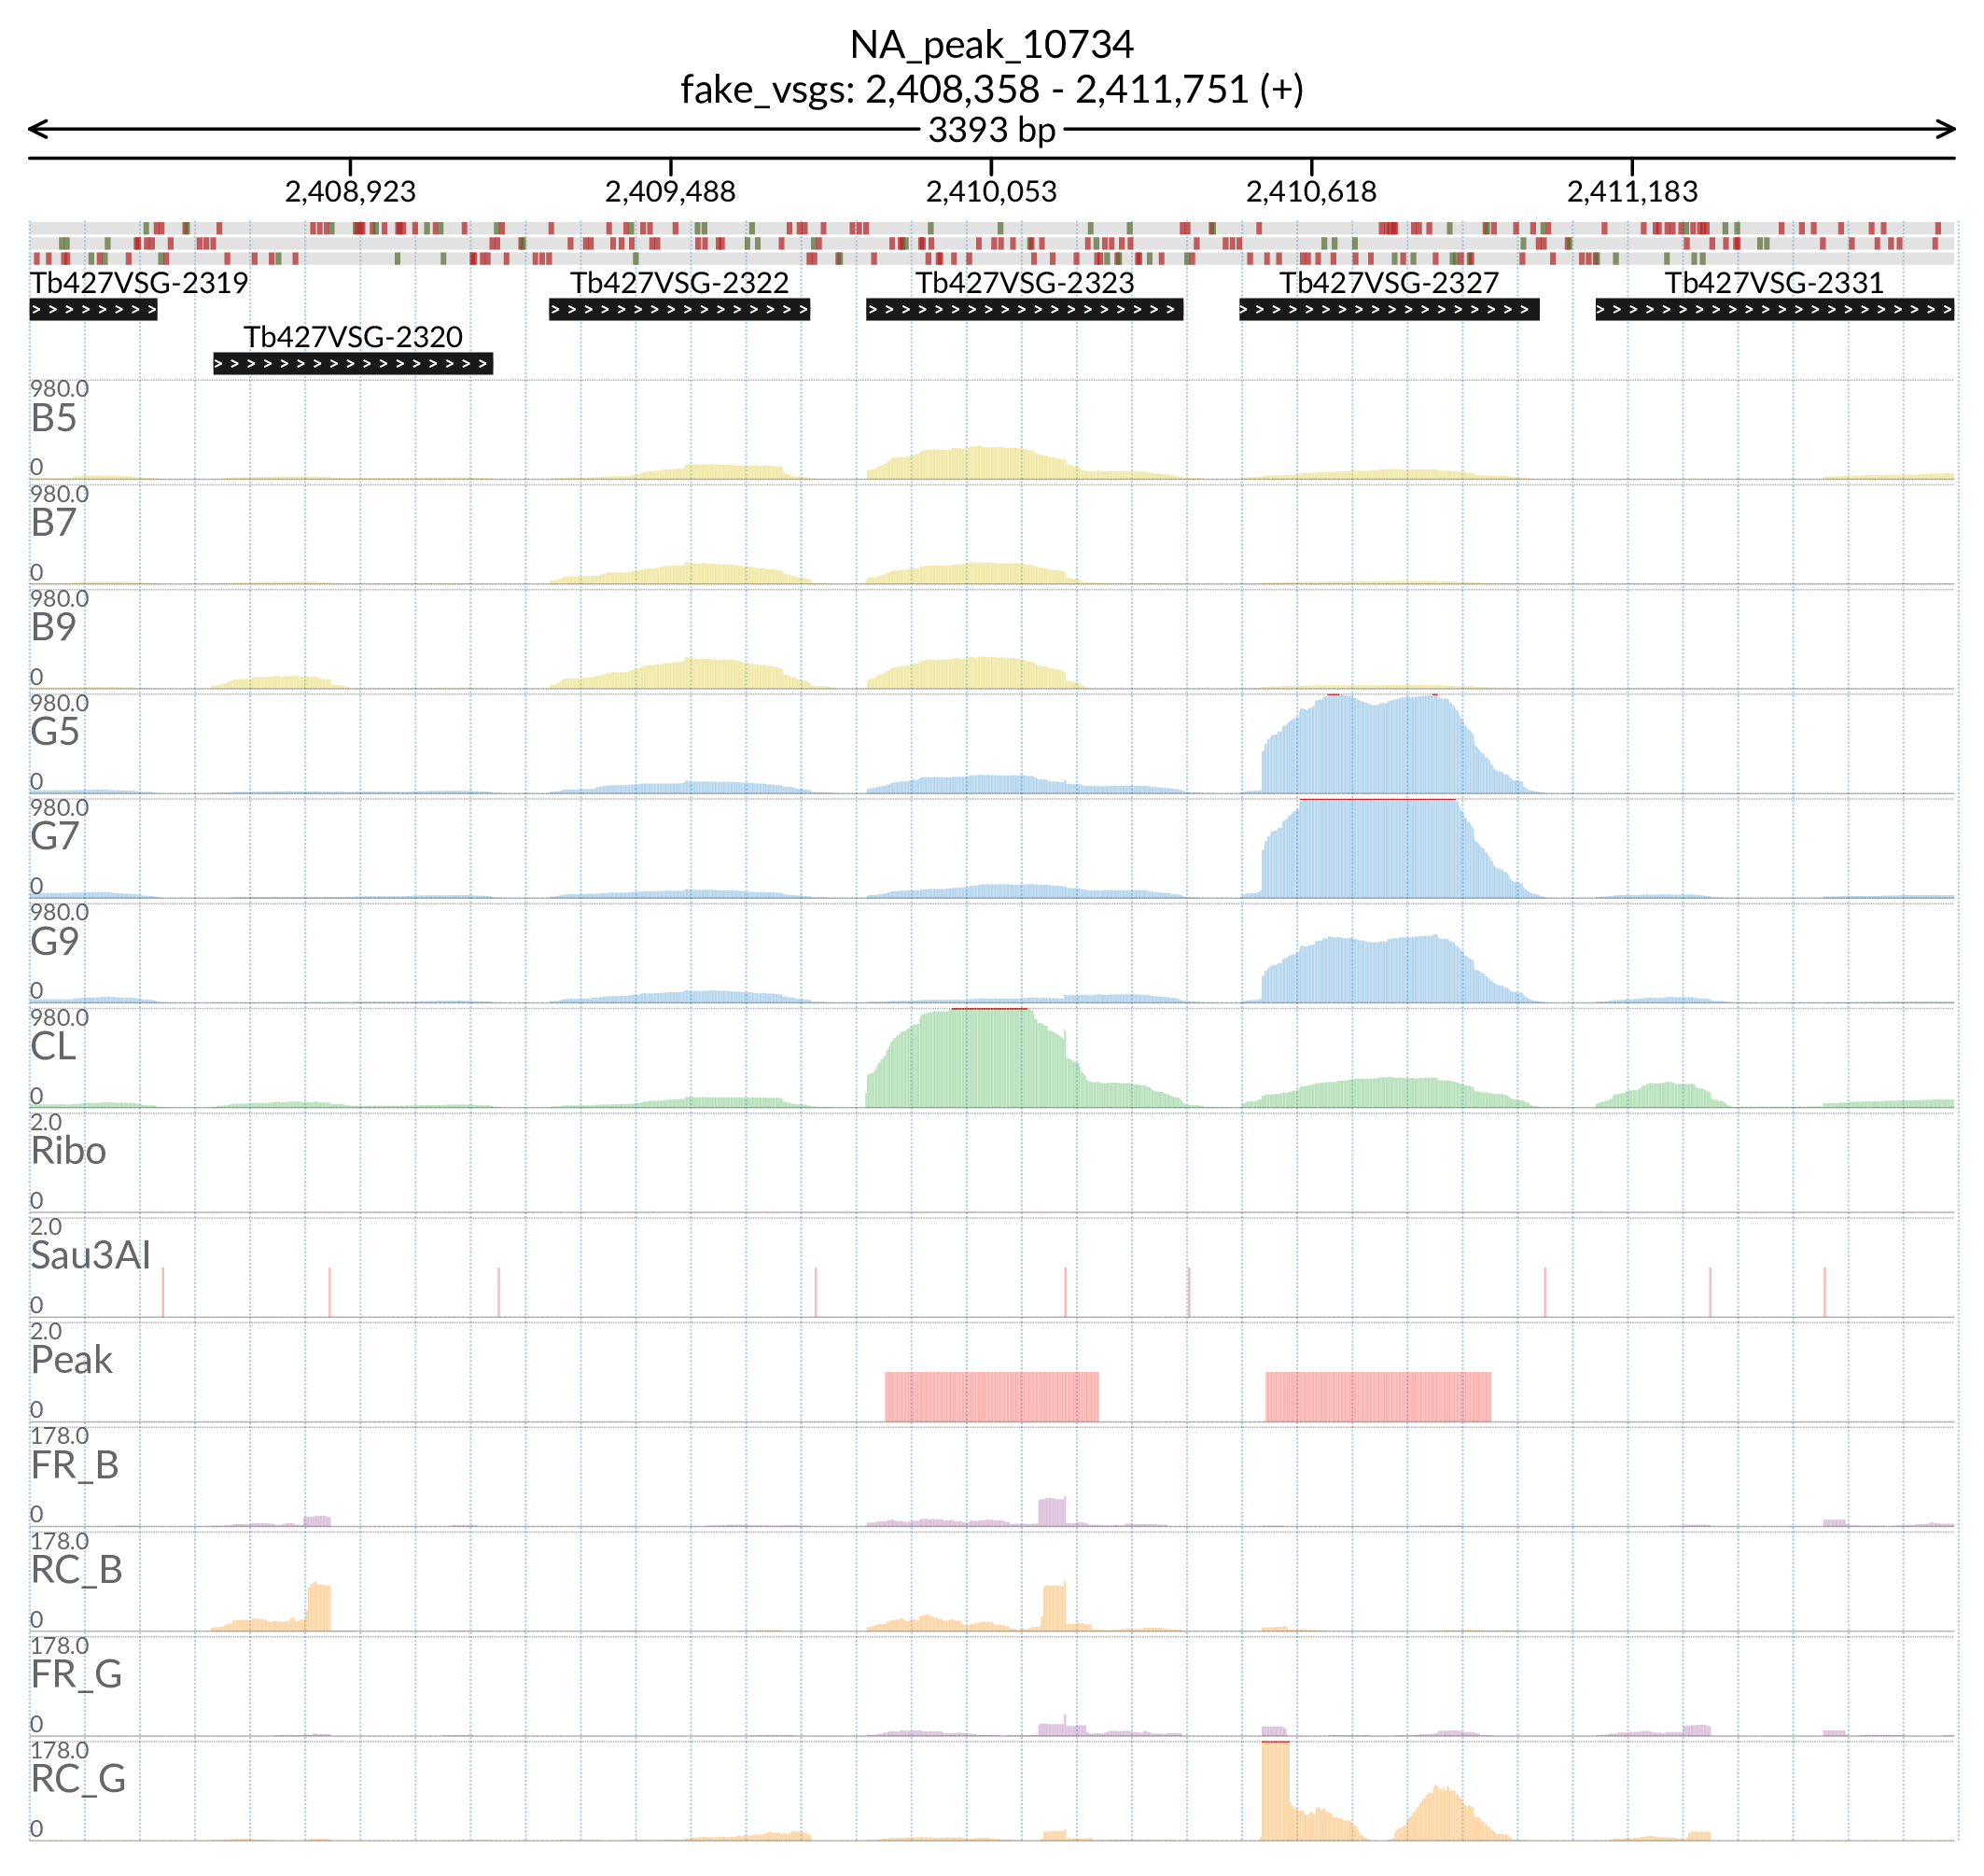 NA_peak_10734
fake_vsgs: 2,408,358 - 2,411,751 (+)
3393 bp
2,408,923 2,409,488 2,410,053 2,410,618 2,411,183
Tb427VSG-2319 Tb427VSG-2322 Tb427VSG-2323 Tb427VSG-2327 Tb427VSG-2331
Tb427VSG-2320
980.0
B5
0
980.0
B7
0
980.0
B9
0
980.0
G5
0
980.0
G7
0
980.0
G9
0
980.0
CL
0
2.0
Ribo
0
2.0
Sau3AI
0
2.0
Peak
0
178.0
FR_B
0
178.0
RC_B
0
178.0
FR_G
0
178.0
RC_G
0